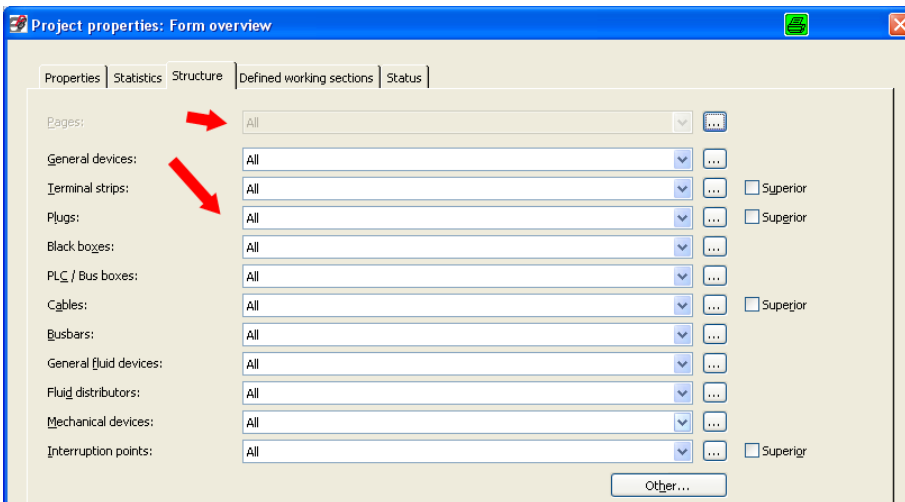 Project properties: Form overview
Properties Statistics Structure Defined working sections Status
Pages: All ...
General devices: All ...
Terminal strips: All ... Superior
Plugs: All ... Superior
Black boxes: All ...
PLC / Bus boxes: All ...
Cables: All ... Superior
Busbars: All ...
General fluid devices: All ...
Fluid distributors: All ...
Mechanical devices: All ...
Interruption points: All ... Superior
Other...